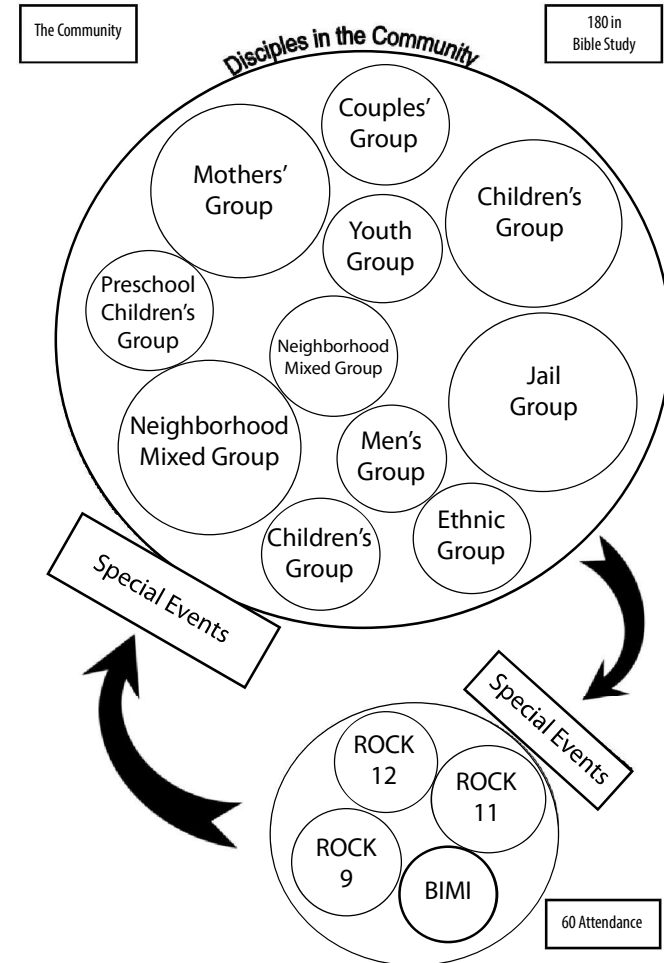 The Community
180 in
Bible Study
Disciples in the Community
Couples'
Group
Mothers'
Group
Children's
Group
Youth
Group
Preschool
Children's
Group
Neighborhood
Mixed Group
Jail
Group
Neighborhood
Mixed Group
Men's
Group
Ethnic
Group
Children's
Group
Special Events
Special Events
ROCK
12
ROCK
11
ROCK
9
BIMI
60 Attendance